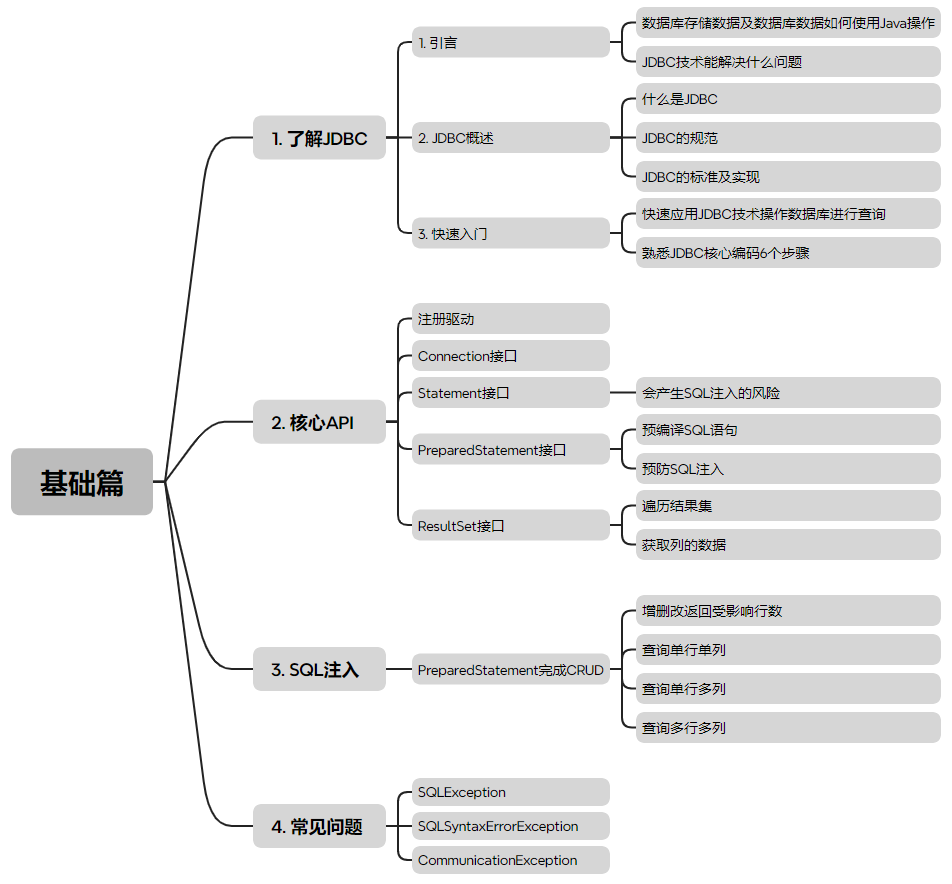 基础篇
1. 了解JDBC
1. 引言
数据库存储数据及数据库数据如何使用Java操作
JDBC技术能解决什么问题
2. JDBC概述
什么是JDBC
JDBC的规范
JDBC的标准及实现
3. 快速入门
快速应用JDBC技术操作数据库进行查询
熟悉JDBC核心编码6个步骤
2. 核心API
注册驱动
Connection接口
Statement接口
会产生SQL注入的风险
PreparedStatement接口
预编译SQL语句
预防SQL注入
ResultSet接口
遍历结果集
获取列的数据
3. SQL注入
PreparedStatement完成CRUD
增删改返回受影响行数
查询单行单列
查询单行多列
查询多行多列
4. 常见问题
SQLException
SQLSyntaxErrorException
CommunicationException